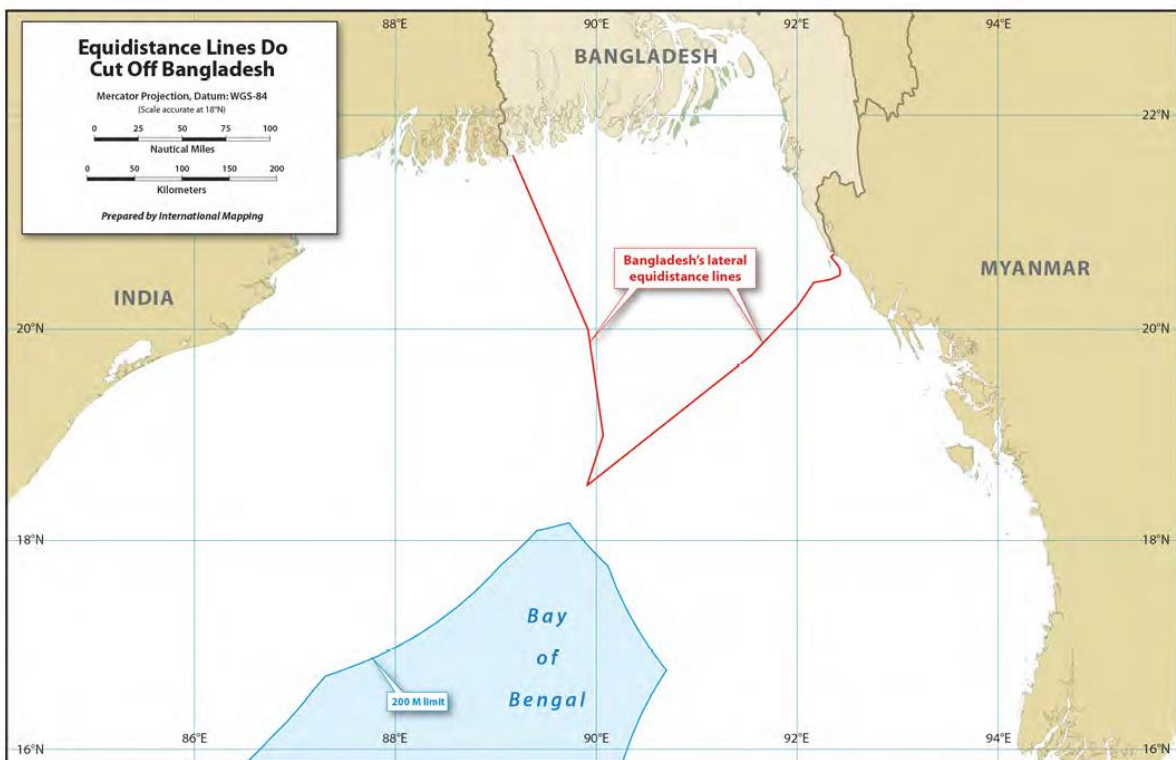 Equidistance Lines Do
Cut Off Bangladesh
Mercator Projection, Datum: WGS-84
(Scale accurate at 18°N)
0 25 50 75 100
Nautical Miles
0 50 100 150 200
Kilometers
Prepared by International Mapping
88°E 90°E 92°E 94°E
BANGLADESH
22°N
Bangladesh's lateral
equidistance lines
MYANMAR
INDIA
20°N 20°N
18°N 18°N
Bay
of
Bengal
200 M limit
86°E 88°E 90°E 92°E 94°E
16°N 16°N